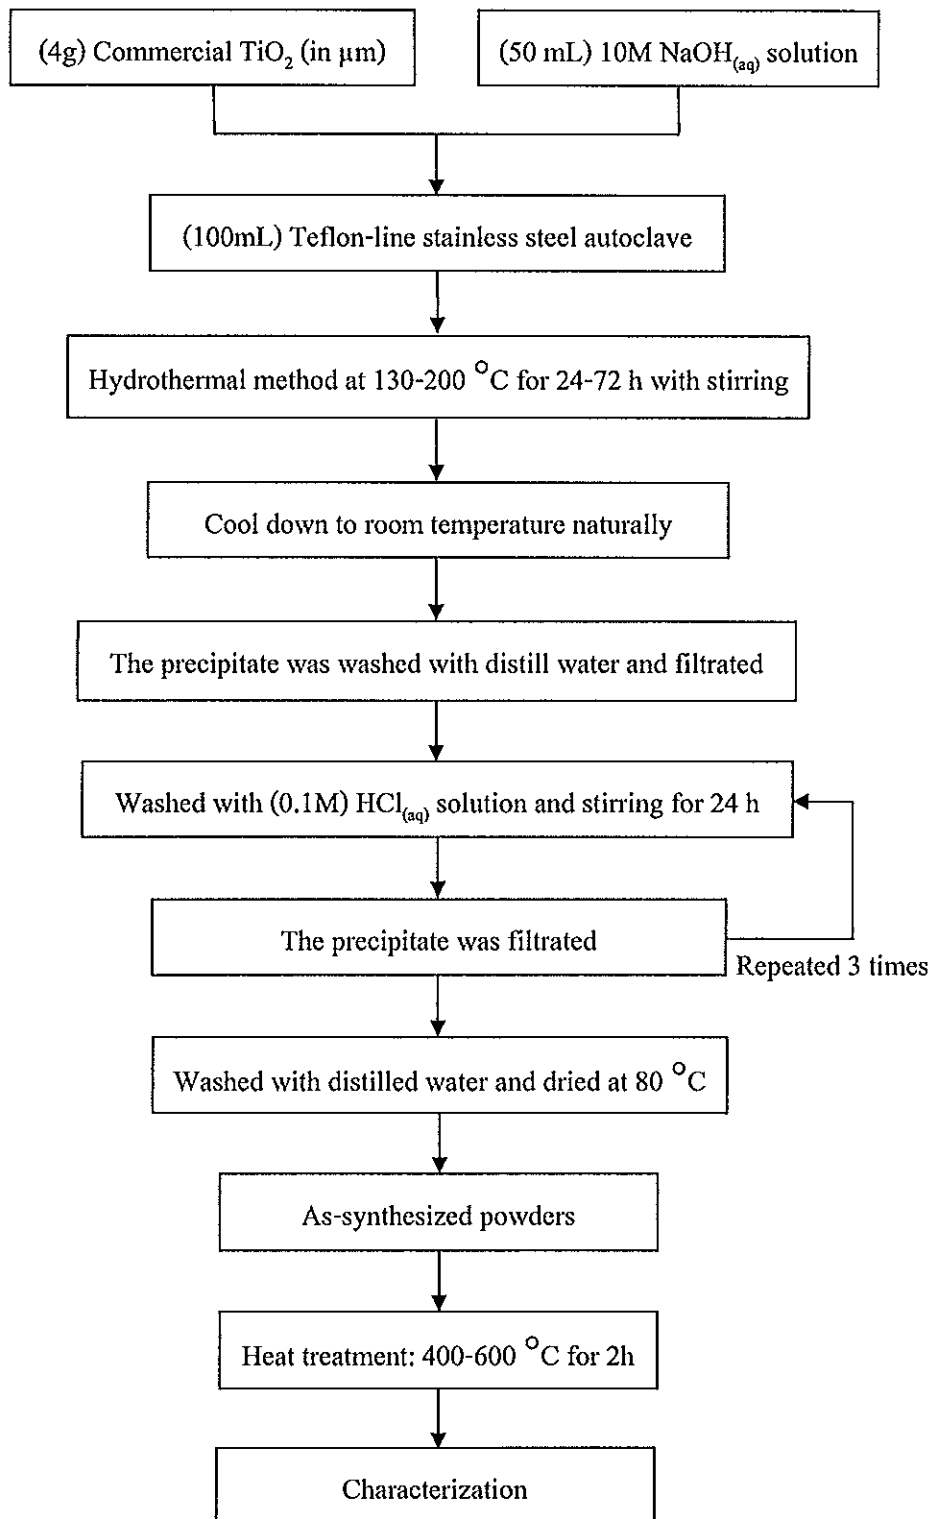 (4g) Commercial TiO₂ (in µm)
(50 mL) 10M NaOH₍aq₎ solution
(100mL) Teflon-line stainless steel autoclave
Hydrothermal method at 130-200 °C for 24-72 h with stirring
Cool down to room temperature naturally
The precipitate was washed with distill water and filtrated
Washed with (0.1M) HCl₍aq₎ solution and stirring for 24 h
The precipitate was filtrated
Repeated 3 times
Washed with distilled water and dried at 80 °C
As-synthesized powders
Heat treatment: 400-600 °C for 2h
Characterization